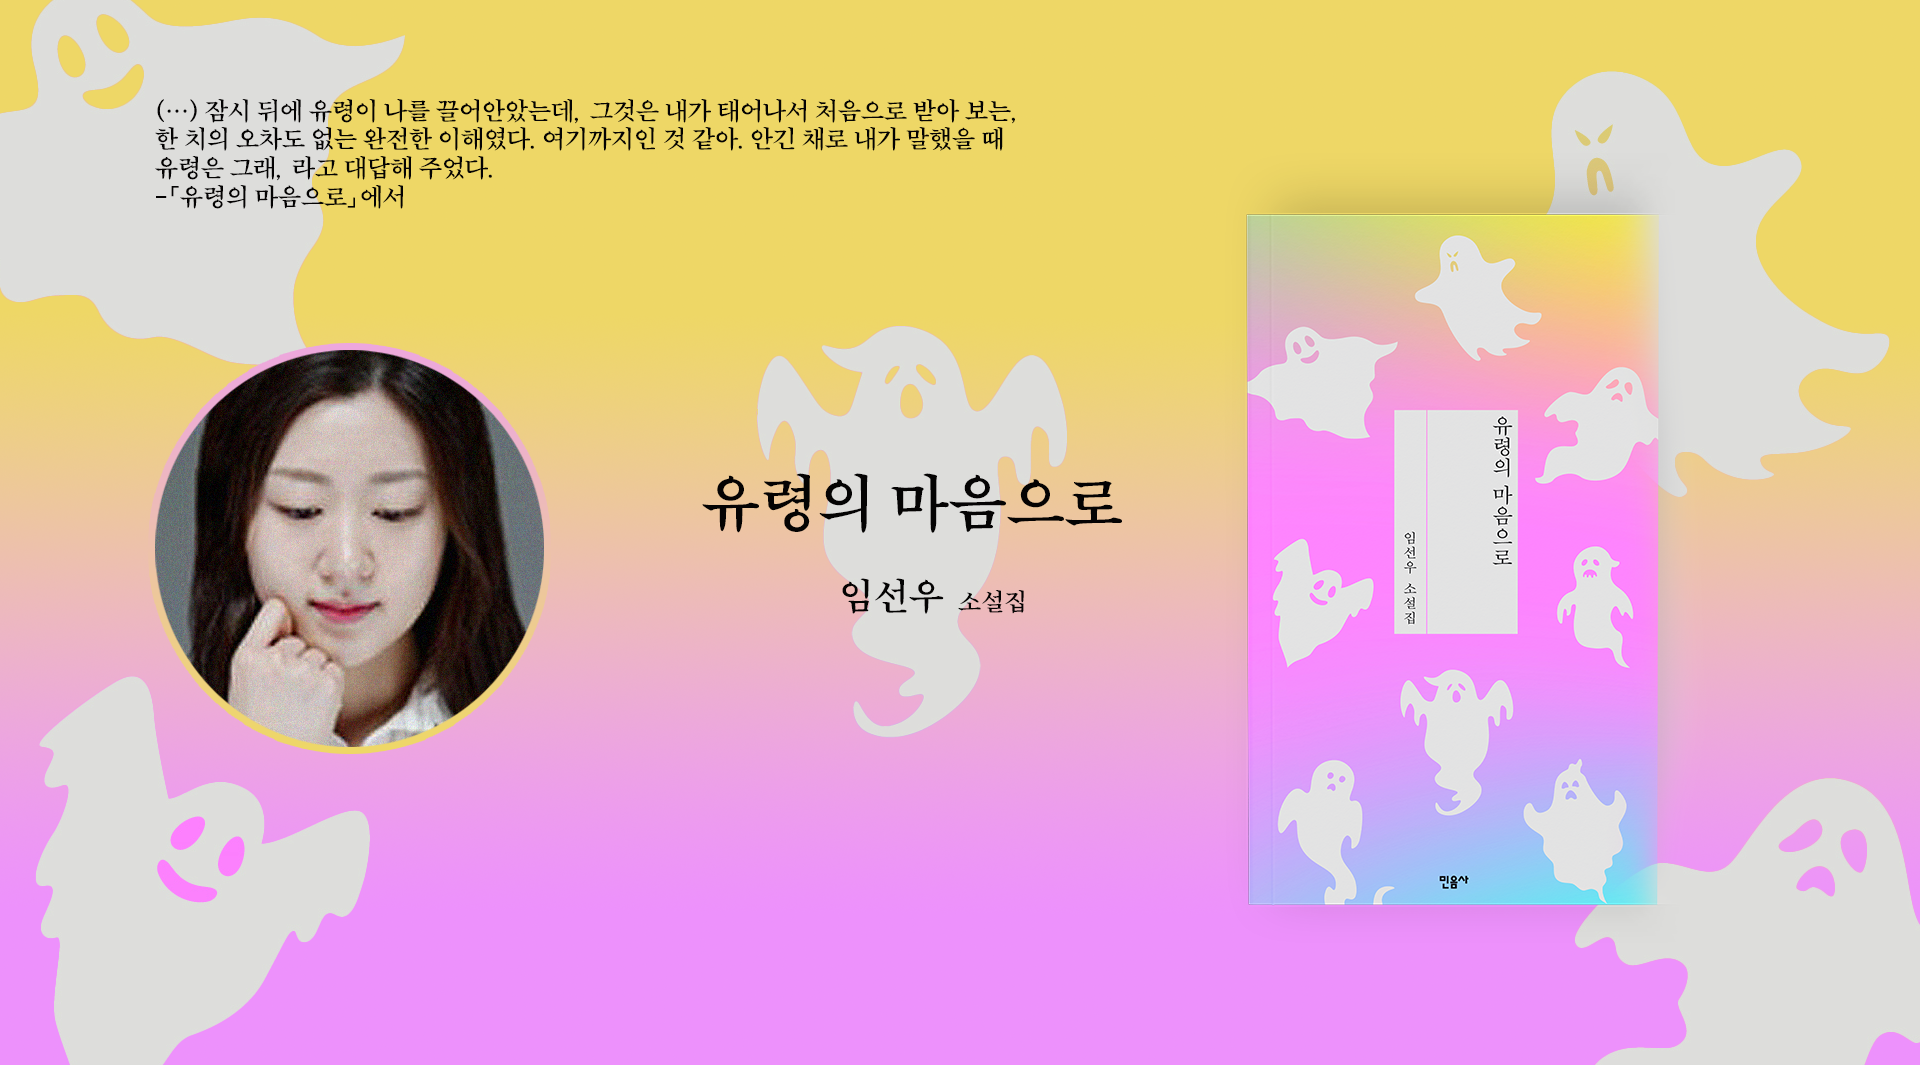 (…) 잠시 뒤에 유령이 나를 끌어안았는데, 그것은 내가 태어나서 처음으로 받아 보는,
한 치의 오차도 없는 완전한 이해였다. 여기까지인 것 같아. 안긴 채로 내가 말했을 때
유령은 그래, 라고 대답해 주었다.
-「유령의 마음으로」에서
유령의 마음으로
임선우 소설집
유령의 마음으로
임선우 소설집
민음사